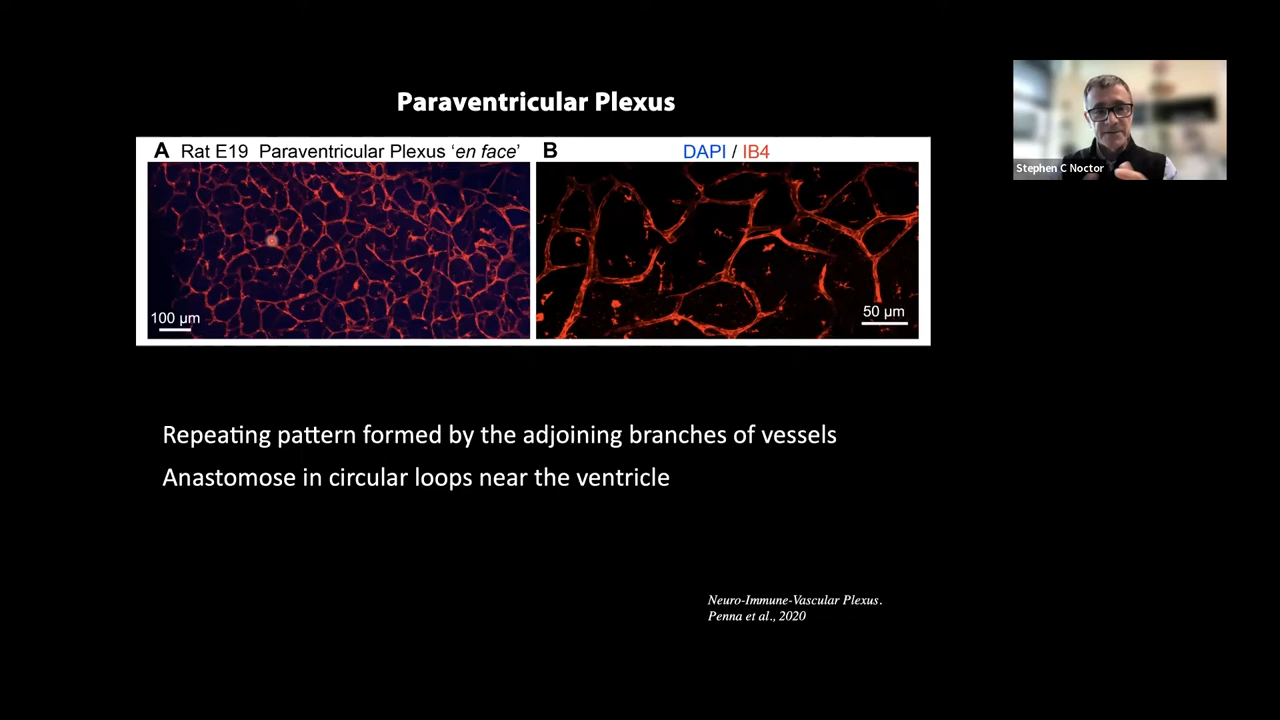 Paraventricular Plexus
A Rat E19 Paraventricular Plexus ‘en face’
B DAPI / IB4
100 µm
50 µm
Stephen C Noctor
Repeating pattern formed by the adjoining branches of vessels
Anastomose in circular loops near the ventricle
Neuro-Immune-Vascular Plexus.
Penna et al., 2020